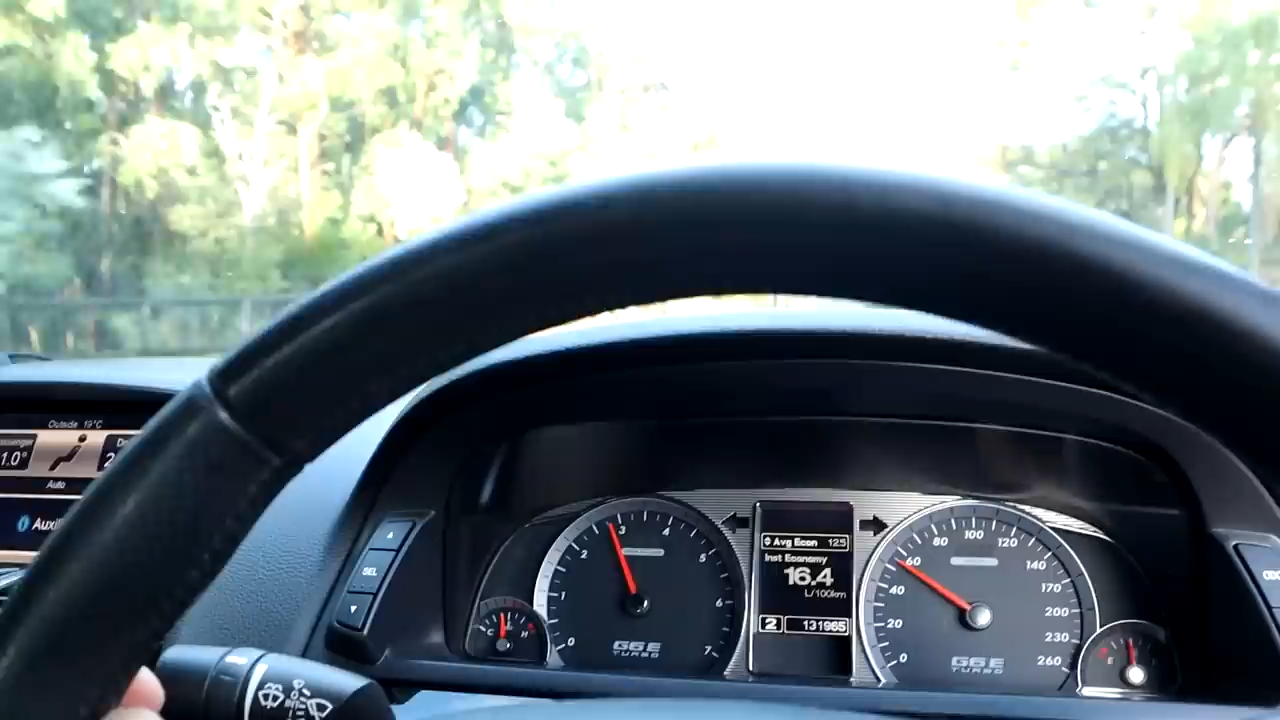 Outside 19°C
1.0°
Auto
SEL
0
1
2
3
4
5
6
7
G6E
TURBO
C
H
Avg Econ 12.5
Inst Economy
16.4
L/100km
2
131965
0
20
40
60
80
100
120
140
170
200
230
260
G6E
TURBO
E